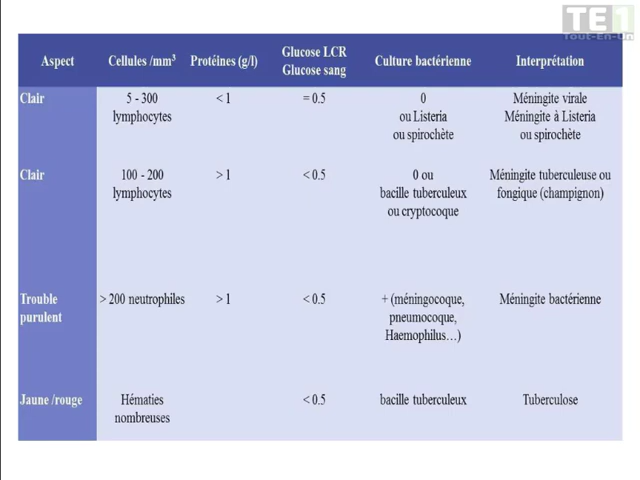 TE1
Tout-En-Un
Aspect
Cellules /mm³
Protéines (g/l)
Glucose LCR
Glucose sang
Culture bactérienne
Interprétation
Clair
5 - 300
lymphocytes
< 1
= 0.5
0
ou Listeria
ou spirochète
Méningite virale
Méningite à Listeria
ou spirochète
Clair
100 - 200
lymphocytes
> 1
< 0.5
0 ou
bacille tuberculeux
ou cryptocoque
Méningite tuberculeuse ou
fongique (champignon)
Trouble
purulent
> 200 neutrophiles
> 1
< 0.5
+ (méningocoque,
pneumocoque,
Haemophilus…)
Méningite bactérienne
Jaune /rouge
Hématies
nombreuses
< 0.5
bacille tuberculeux
Tuberculose